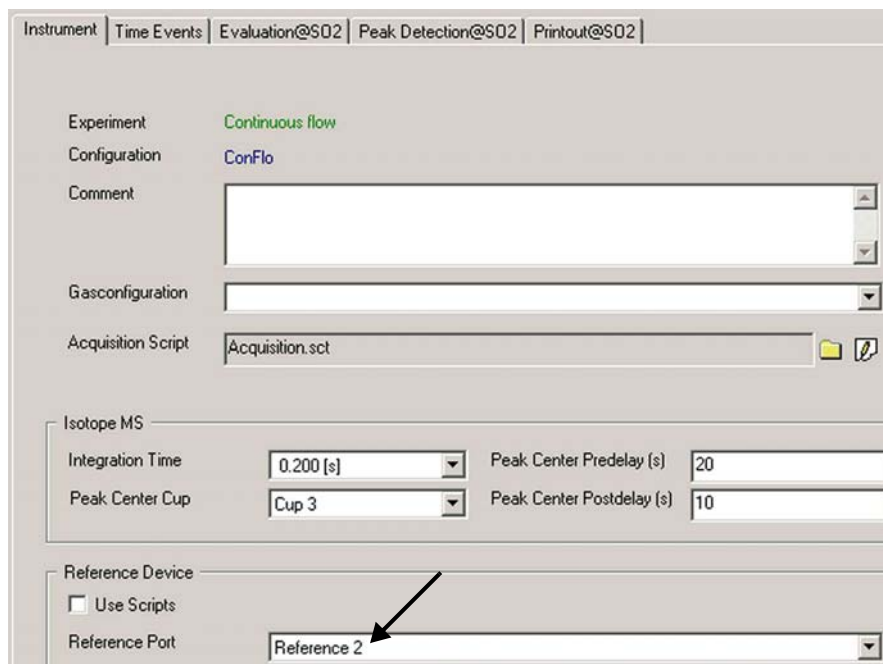 Instrument Time Events Evaluation@SO2 Peak Detection@SO2 Printout@SO2
Experiment Continuous flow
Configuration ConFlo
Comment
Gasconfiguration
Acquisition Script Acquisition.sct
Isotope MS
Integration Time 0.200 [s] Peak Center Predelay (s) 20
Peak Center Cup Cup 3 Peak Center Postdelay (s) 10
Reference Device
Use Scripts
Reference Port Reference 2